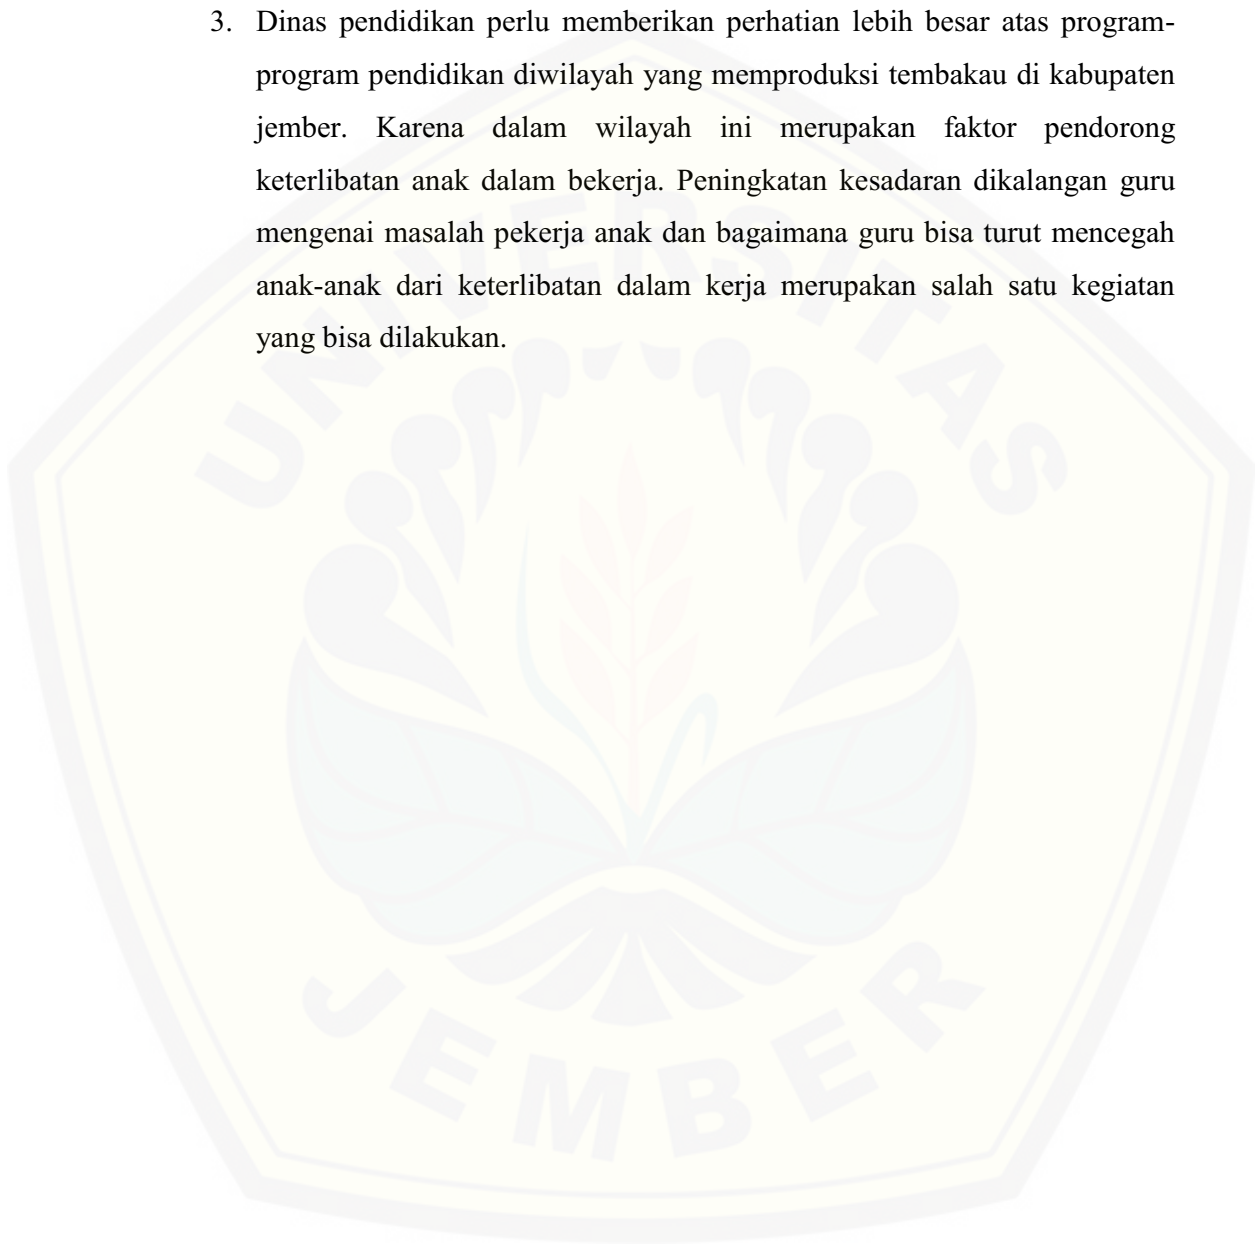 3. Dinas pendidikan perlu memberikan perhatian lebih besar atas program-
program pendidikan diwilayah yang memproduksi tembakau di kabupaten
jember. Karena dalam wilayah ini merupakan faktor pendorong
keterlibatan anak dalam bekerja. Peningkatan kesadaran dikalangan guru
mengenai masalah pekerja anak dan bagaimana guru bisa turut mencegah
anak-anak dari keterlibatan dalam kerja merupakan salah satu kegiatan
yang bisa dilakukan.
UNIVERSITAS
JEMBER